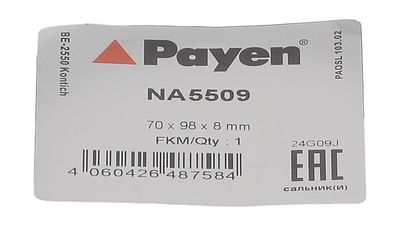 BE-2550 Kontich
Payen®
PAOSL 103.02
NA5509
70 x 98 x 8 mm
FKM/Qty : 1
24G09J
EAC
сальник(и)
4 060426 487584